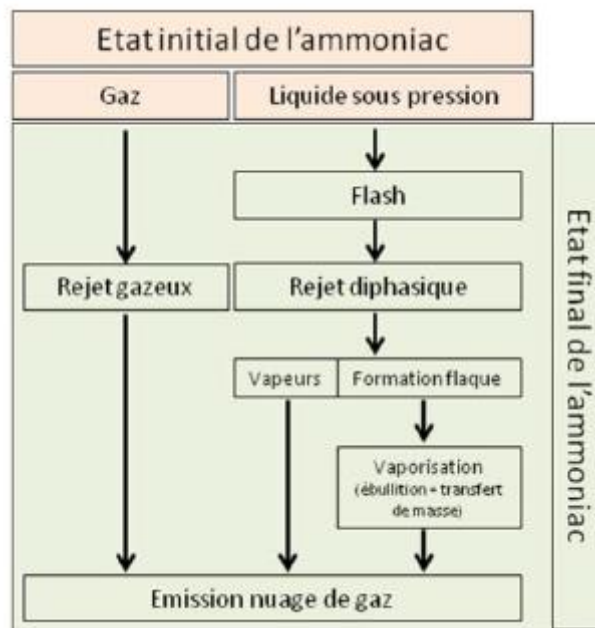 Etat initial de l'ammoniac
Gaz
Liquide sous pression
Flash
Rejet gazeux
Rejet diphasique
Vapeurs
Formation flaque
Vaporisation
(ébullition + transfert
de masse)
Emission nuage de gaz
Etat final de l'ammoniac